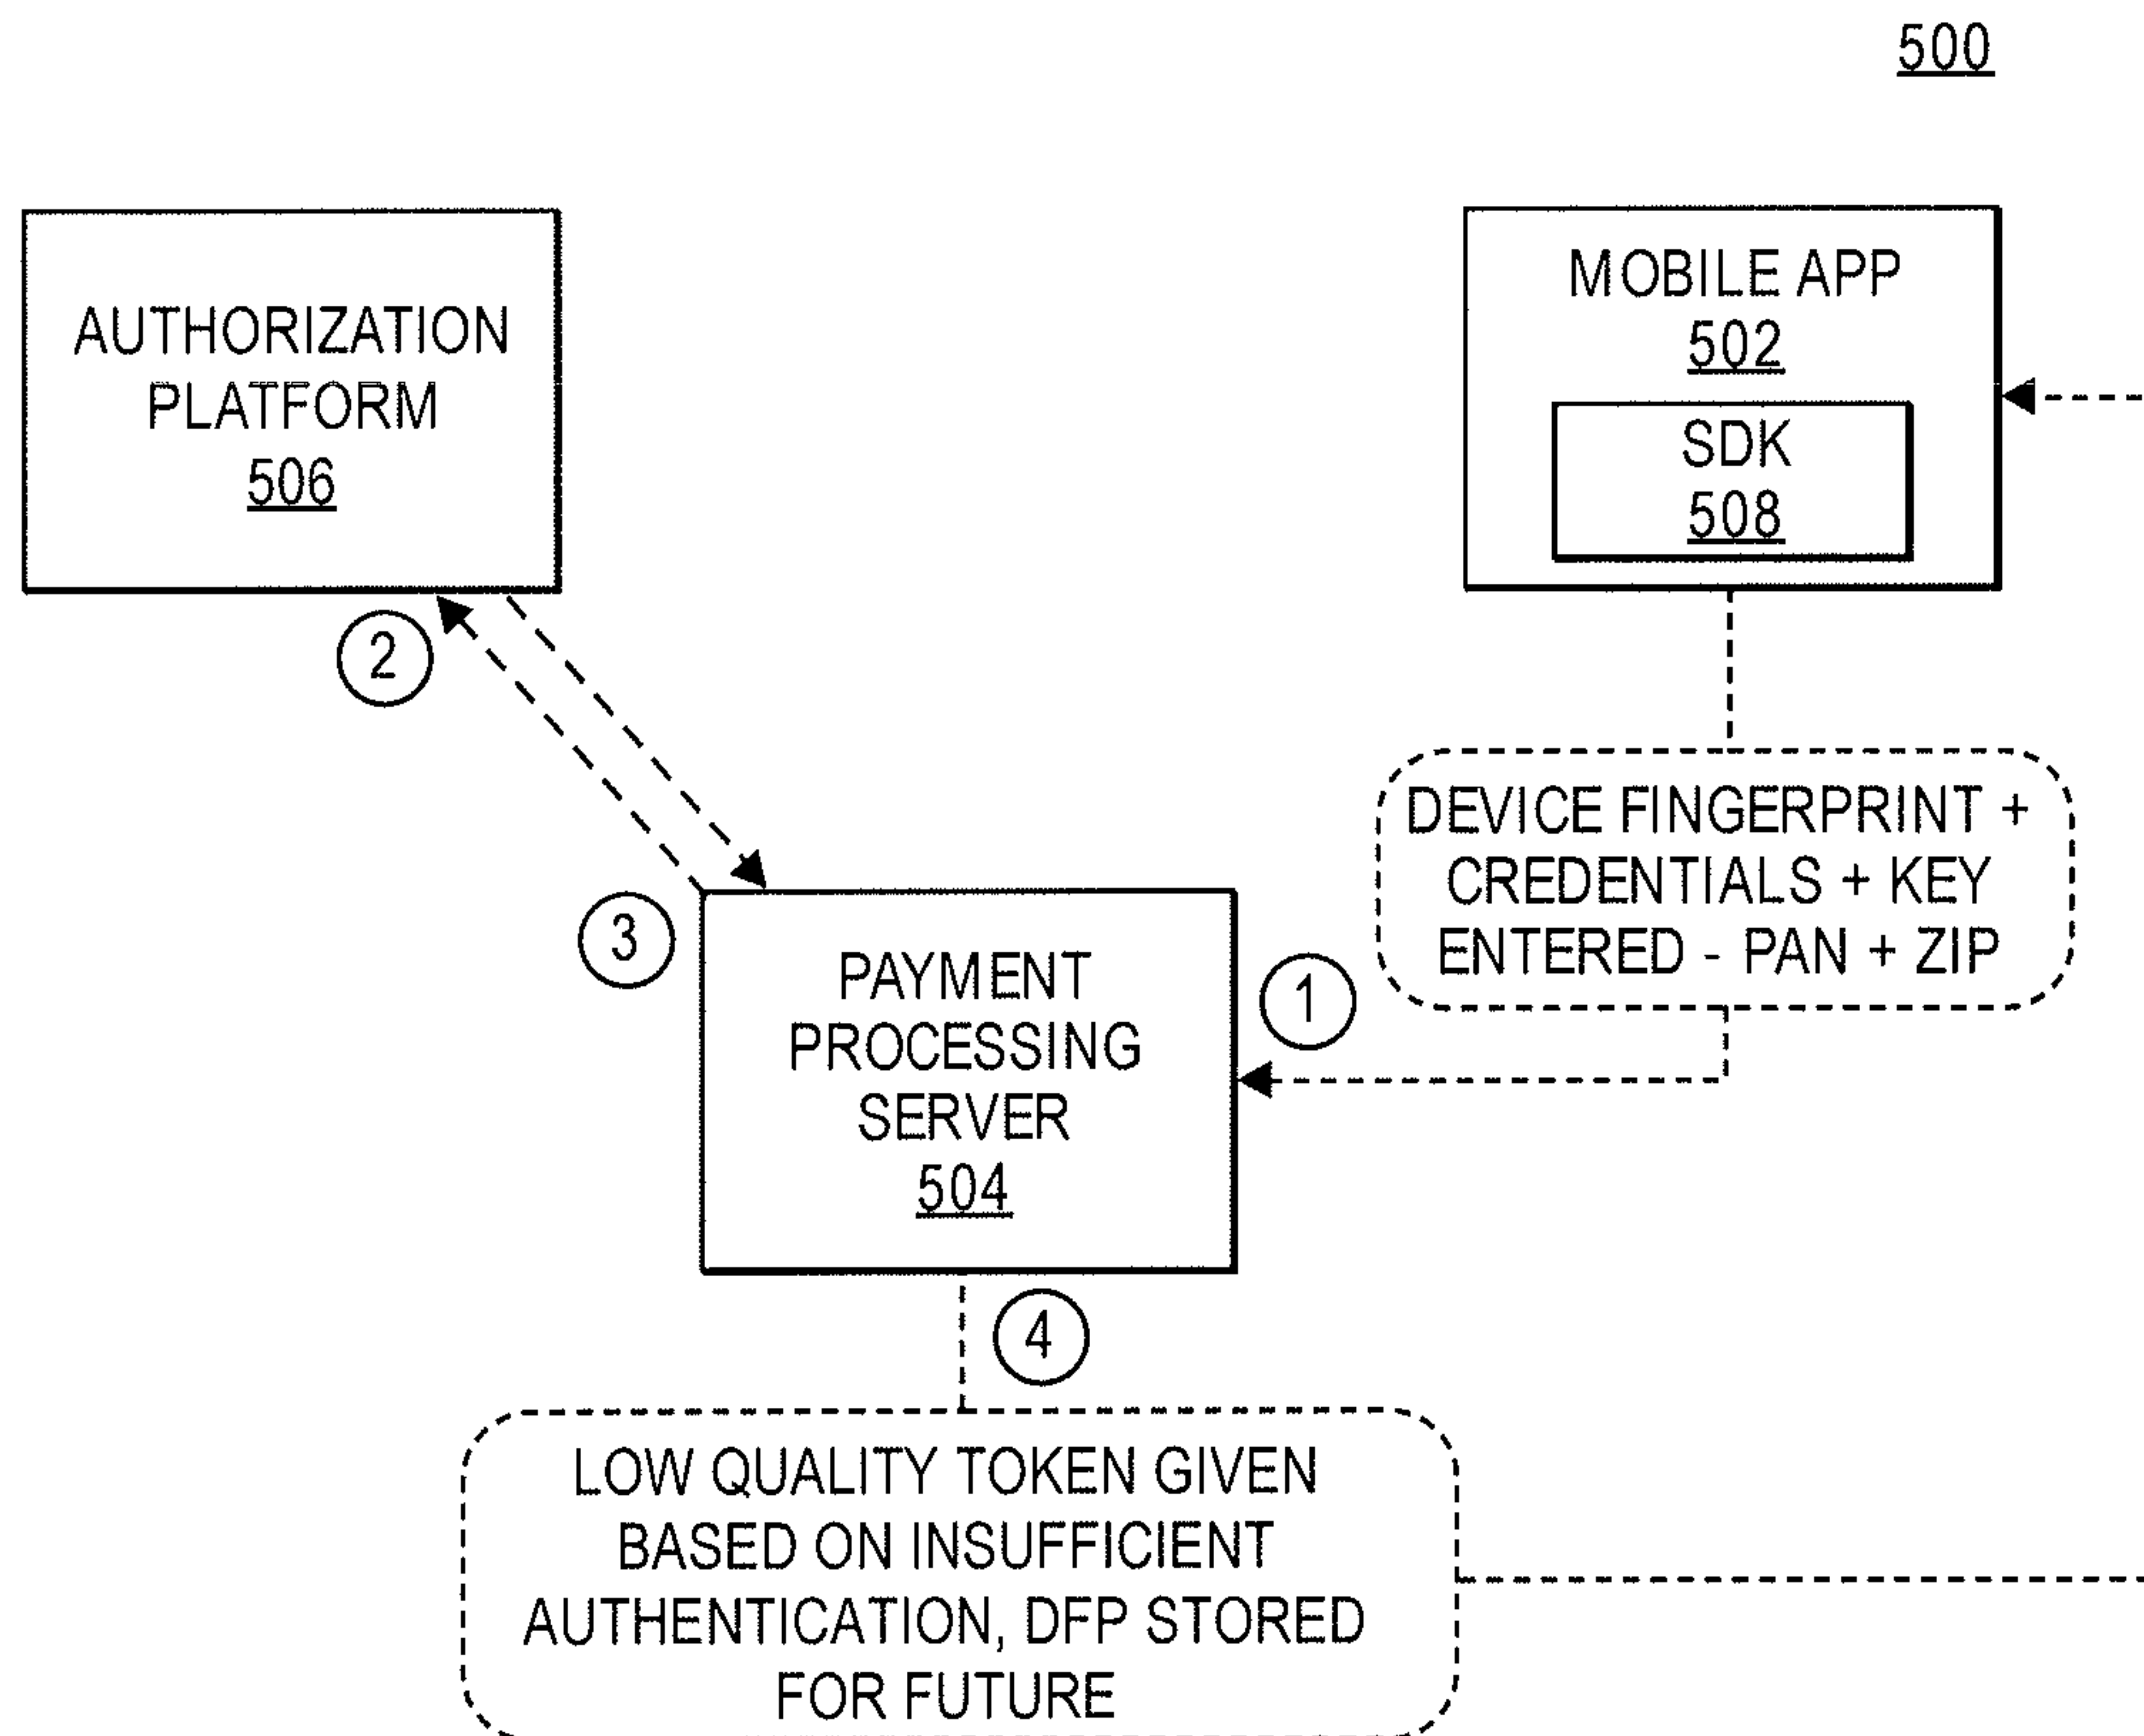 500
AUTHORIZATION
PLATFORM
506
MOBILE APP
502
SDK
508
2
DEVICE FINGERPRINT +
CREDENTIALS + KEY
ENTERED - PAN + ZIP
3
1
PAYMENT
PROCESSING
SERVER
504
4
LOW QUALITY TOKEN GIVEN
BASED ON INSUFFICIENT
AUTHENTICATION, DFP STORED
FOR FUTURE